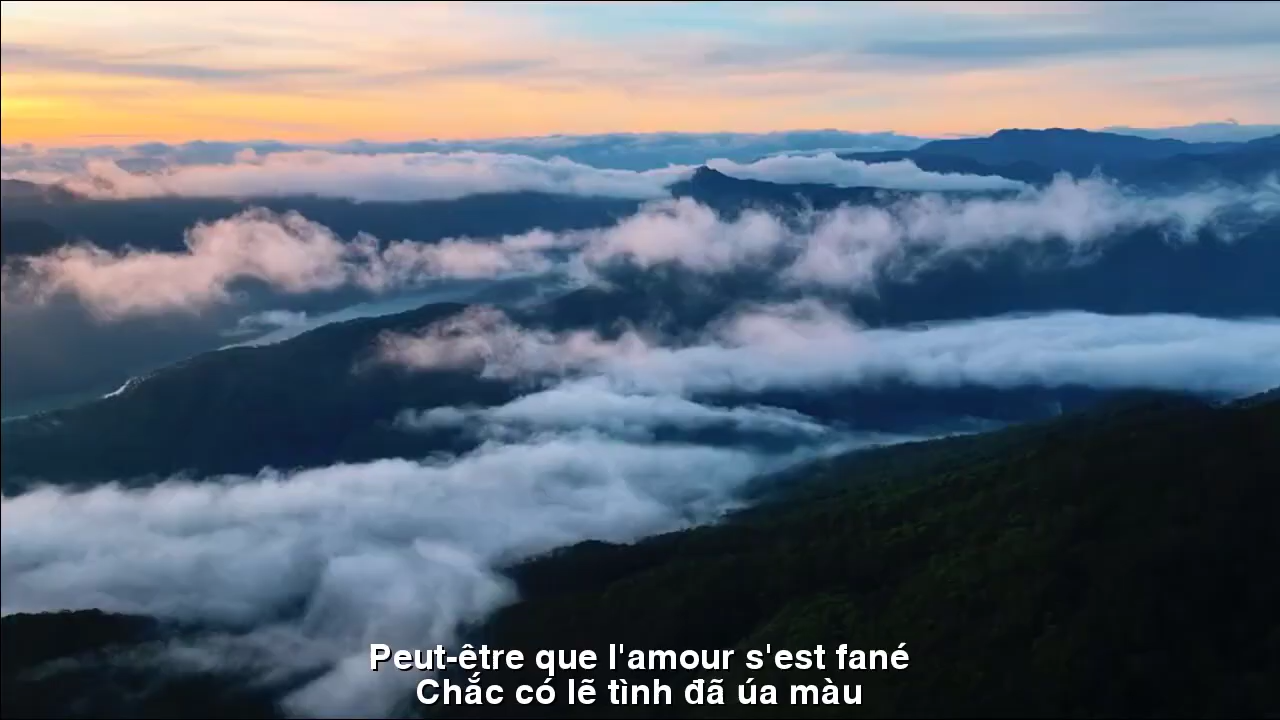 Peut-être que l'amour s'est fané
Chắc có lẽ tình đã úa màu